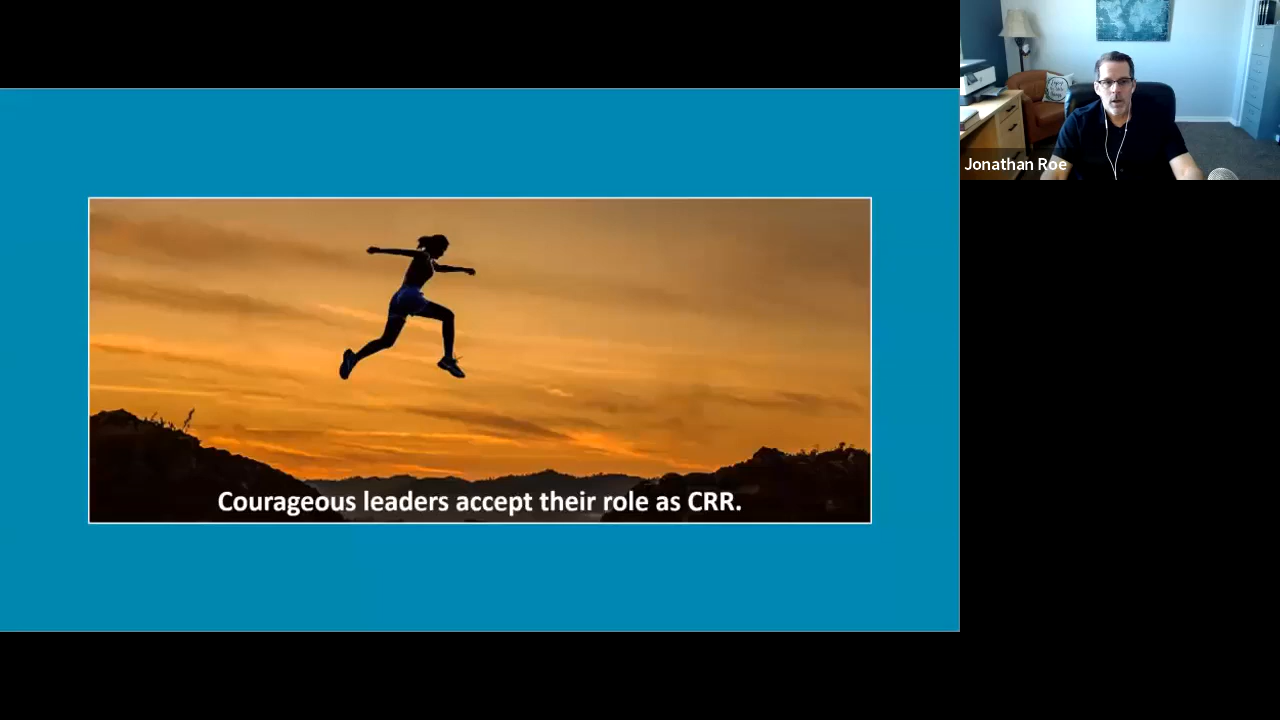 Jonathan Roe
Courageous leaders accept their role as CRR.